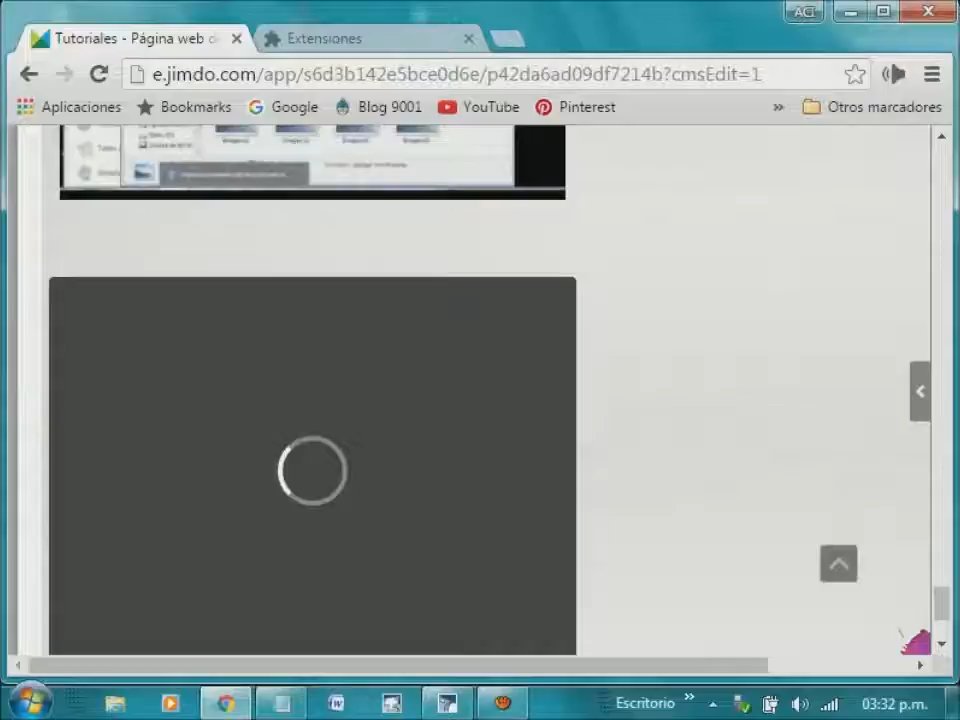 ACI
Tutoriales - Página web d
Extensiones
e.jimdo.com/app/s6d3b142e5bce0d6e/p42da6ad09df7214b?cmsEdit=1
Aplicaciones
Bookmarks
Google
Blog 9001
YouTube
Pinterest
»
Otros marcadores
Escritorio
»
03:32 p.m.